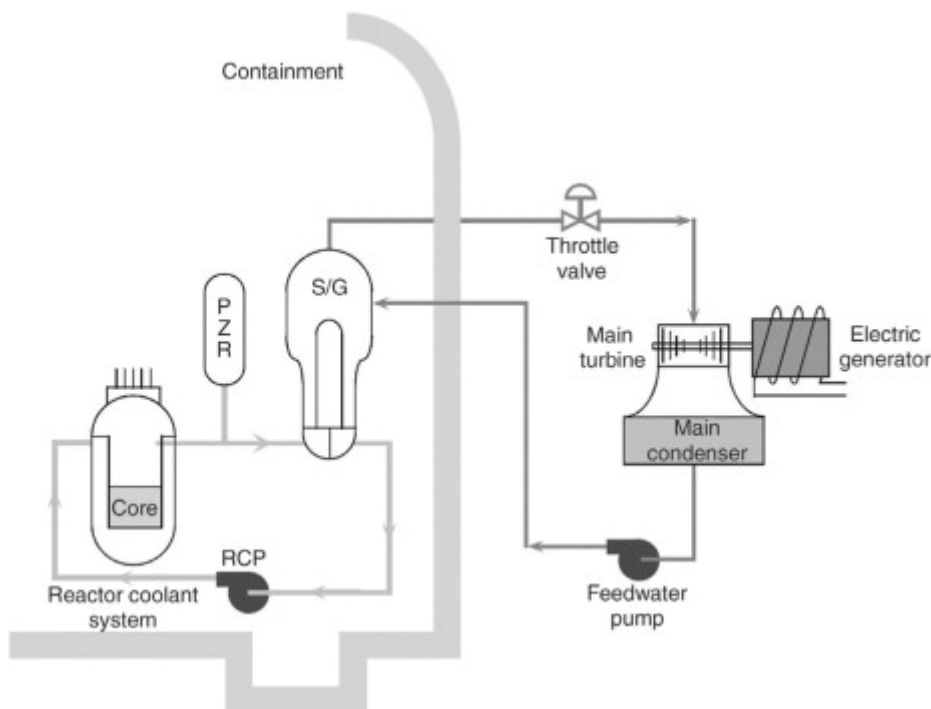 Containment
S/G
P
Z
R
Throttle
valve
Main
turbine
Electric
generator
Main
condenser
Core
RCP
Reactor coolant
system
Feedwater
pump